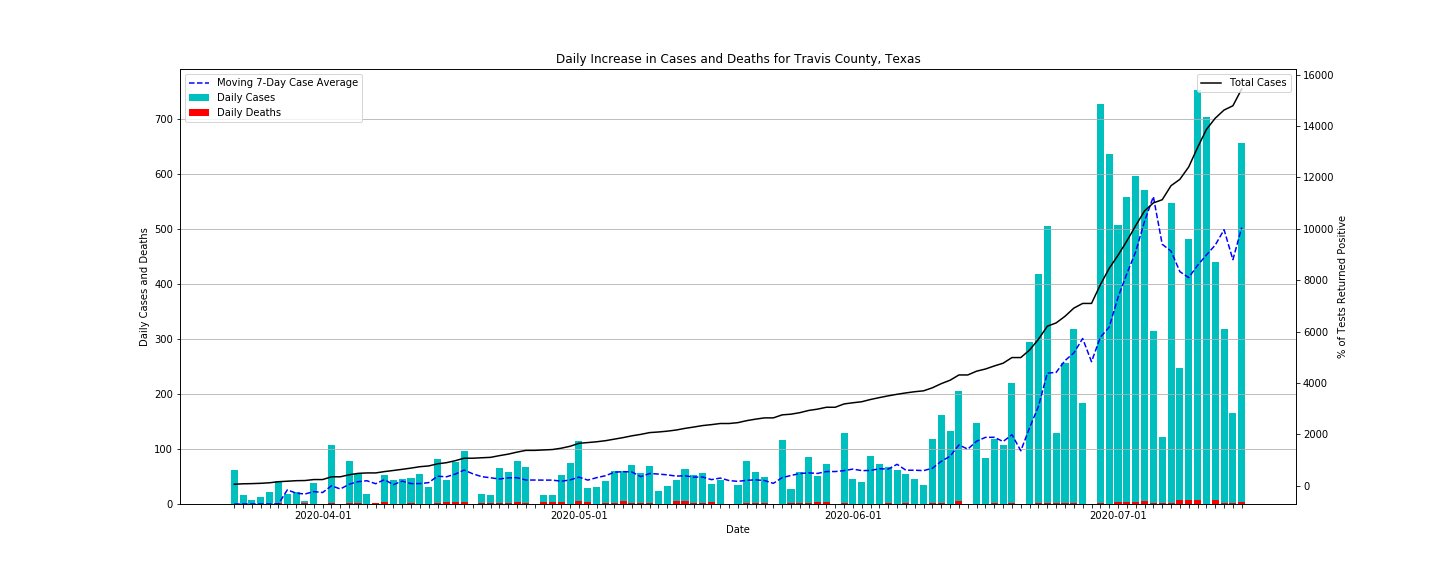 Daily Increase in Cases and Deaths for Travis County, Texas
Moving 7-Day Case Average
Daily Cases
Daily Deaths
Total Cases
Daily Cases and Deaths
700
600
500
400
300
200
100
0
16000
14000
12000
10000
8000
6000
4000
2000
0
% of Tests Returned Positive
2020-04-01 2020-05-01 2020-06-01 2020-07-01
Date